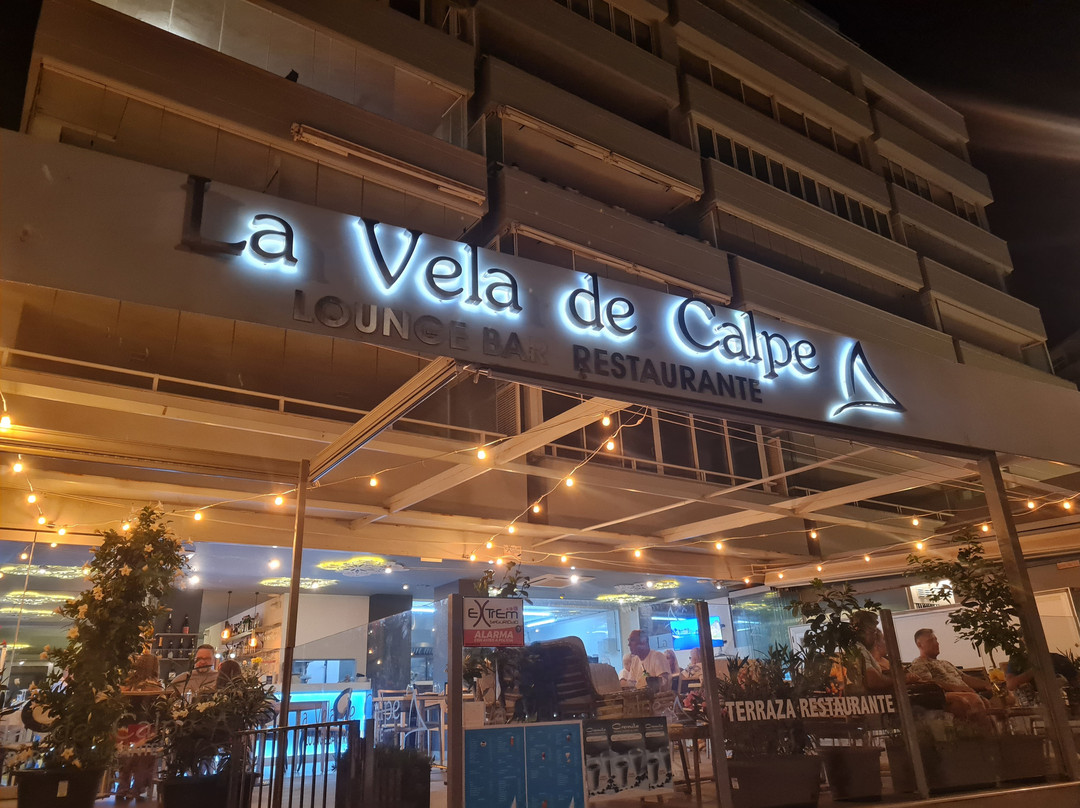 La Vela de Calpe
LOUNGE BAR RESTAURANTE
EXTREM
ALARMA
TERRAZA RESTAURANTE